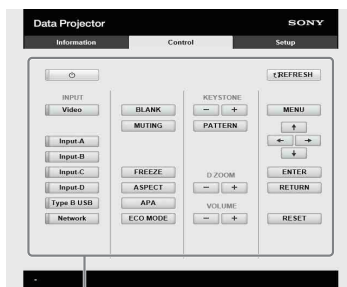 Data Projector SONY
Information Control Setup
REFRESH
INPUT KEYSTONE
Video BLANK − + MENU
MUTING PATTERN
Input-A
Input-B
Input-C FREEZE D ZOOM ENTER
Input-D ASPECT − + RETURN
Type B USB APA VOLUME
Network ECO MODE − + RESET
-